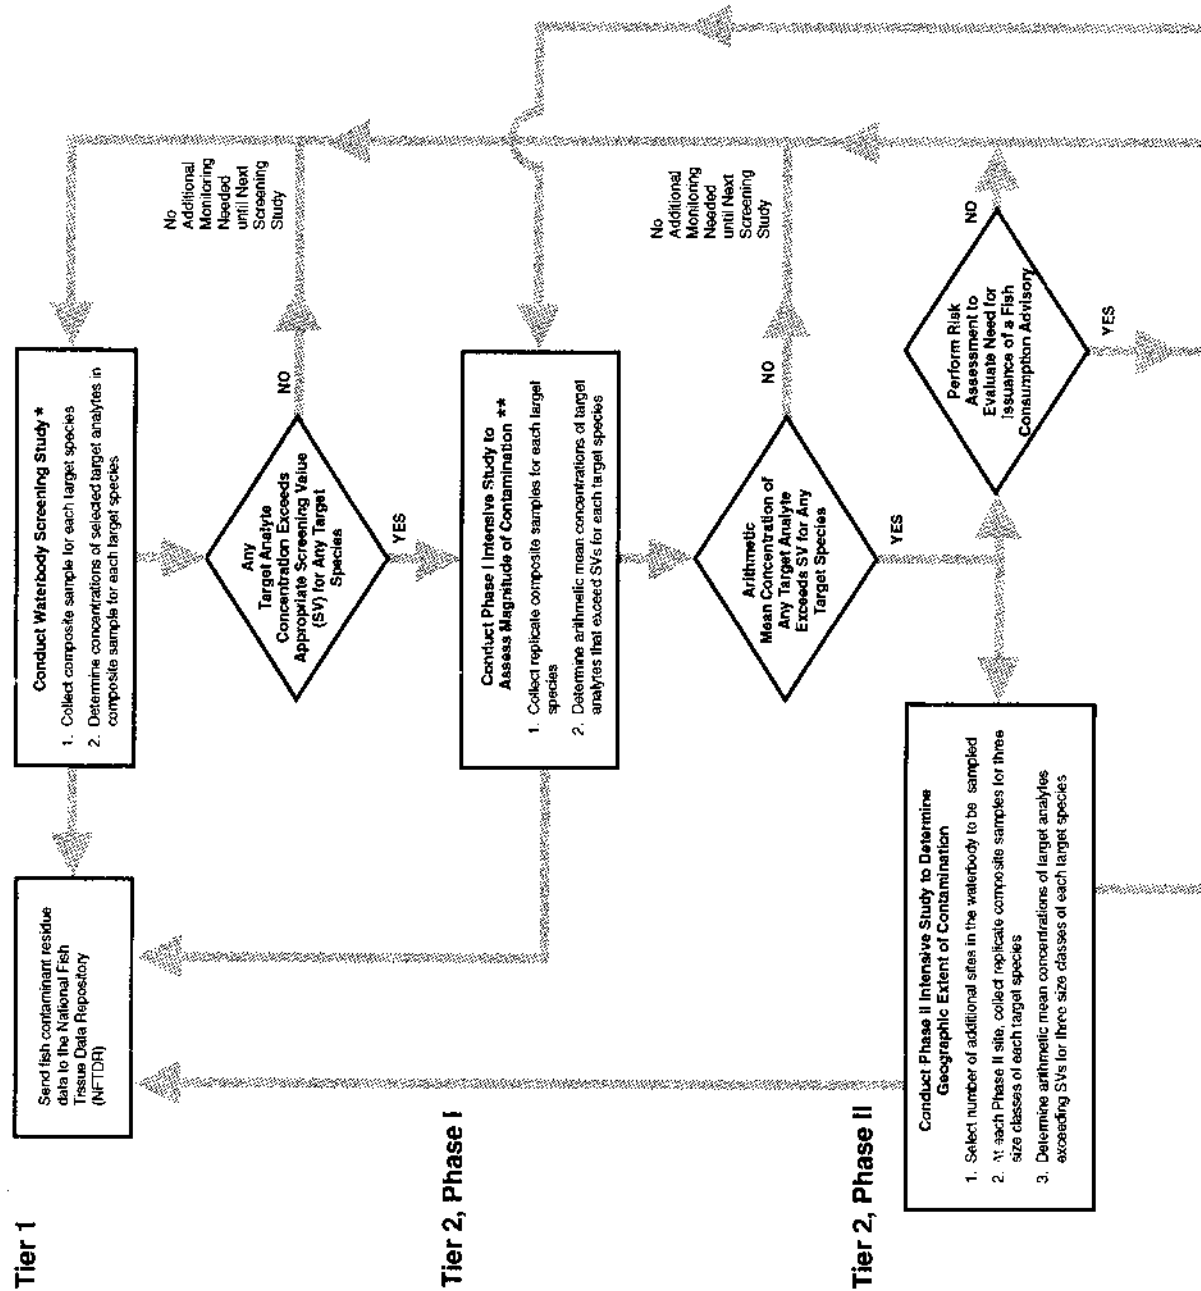 Tier 1
Send fish contaminant residue
data to the National Fish
Tissue Data Repository
(NFTDR)
Conduct Waterbody Screening Study *
1. Collect composite sample for each target species
2. Determine concentrations of selected target analytes in
composite sample for each target species
Any
Target Analyte
Concentration Exceeds
Appropriate Screening Value
(SV) for Any Target
Species
NO
No
Additional
Monitoring
Needed
until Next
Screening
Study
YES
Tier 2, Phase I
Conduct Phase I Intensive Study to
Assess Magnitude of Contamination **
1. Collect replicate composite samples for each target
species
2. Determine arithmetic mean concentrations of target
analytes that exceed SVs for each target species
Arithmetic
Mean Concentration of
Any Target Analyte
Exceeds SV for Any
Target Species
NO
No
Additional
Monitoring
Needed
until Next
Screening
Study
YES
Tier 2, Phase II
Conduct Phase II Intensive Study to Determine
Geographic Extent of Contamination
1. Select number of additional sites in the waterbody to be sampled
2. At each Phase II site, collect replicate composite samples for three
size classes of each target species
3. Determine arithmetic mean concentrations of target analytes
exceeding SVs for three size classes of each target species
Perform Risk
Assessment to
Evaluate Need for
Issuance of a Fish
Consumption Advisory
NO
YES